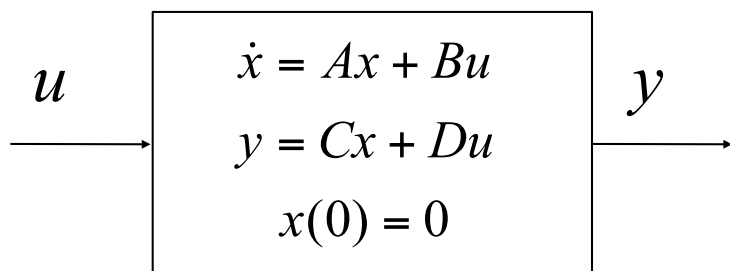 ẋ = Ax + Bu
u
y
y = Cx + Du
x(0) = 0